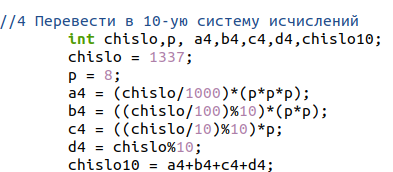 //4 Перевести в 10-ую систему исчислений
int chislo,p, a4,b4,c4,d4,chislo10;
chislo = 1337;
p = 8;
a4 = (chislo/1000)*(p*p*p);
b4 = ((chislo/100)%10)*(p*p);
c4 = ((chislo/10)%10)*p;
d4 = chislo%10;
chislo10 = a4+b4+c4+d4;